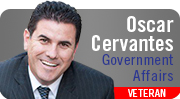 Oscar
Cervantes
Government
Affairs
VETERAN